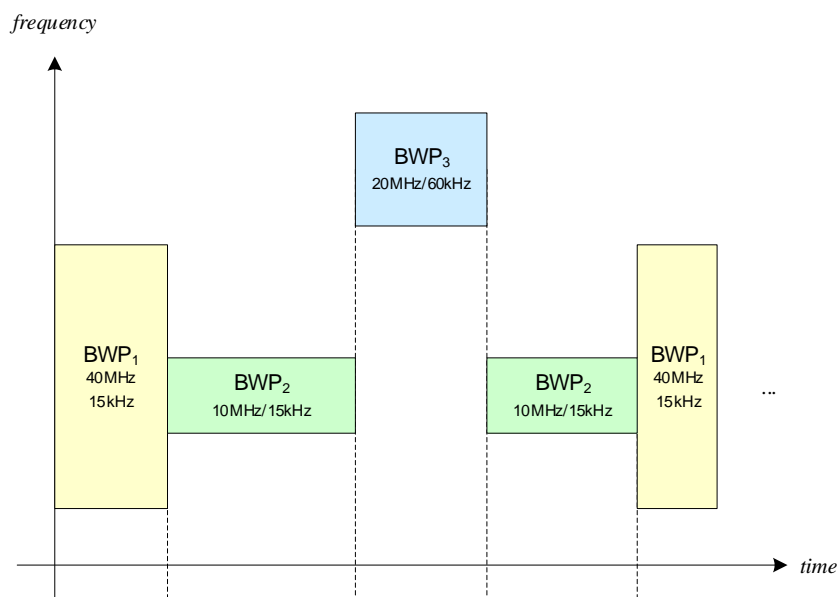 frequency
BWP₃
20MHz/60kHz
BWP₁
40MHz
15kHz
BWP₂
10MHz/15kHz
BWP₂
10MHz/15kHz
BWP₁
40MHz
15kHz
...
time